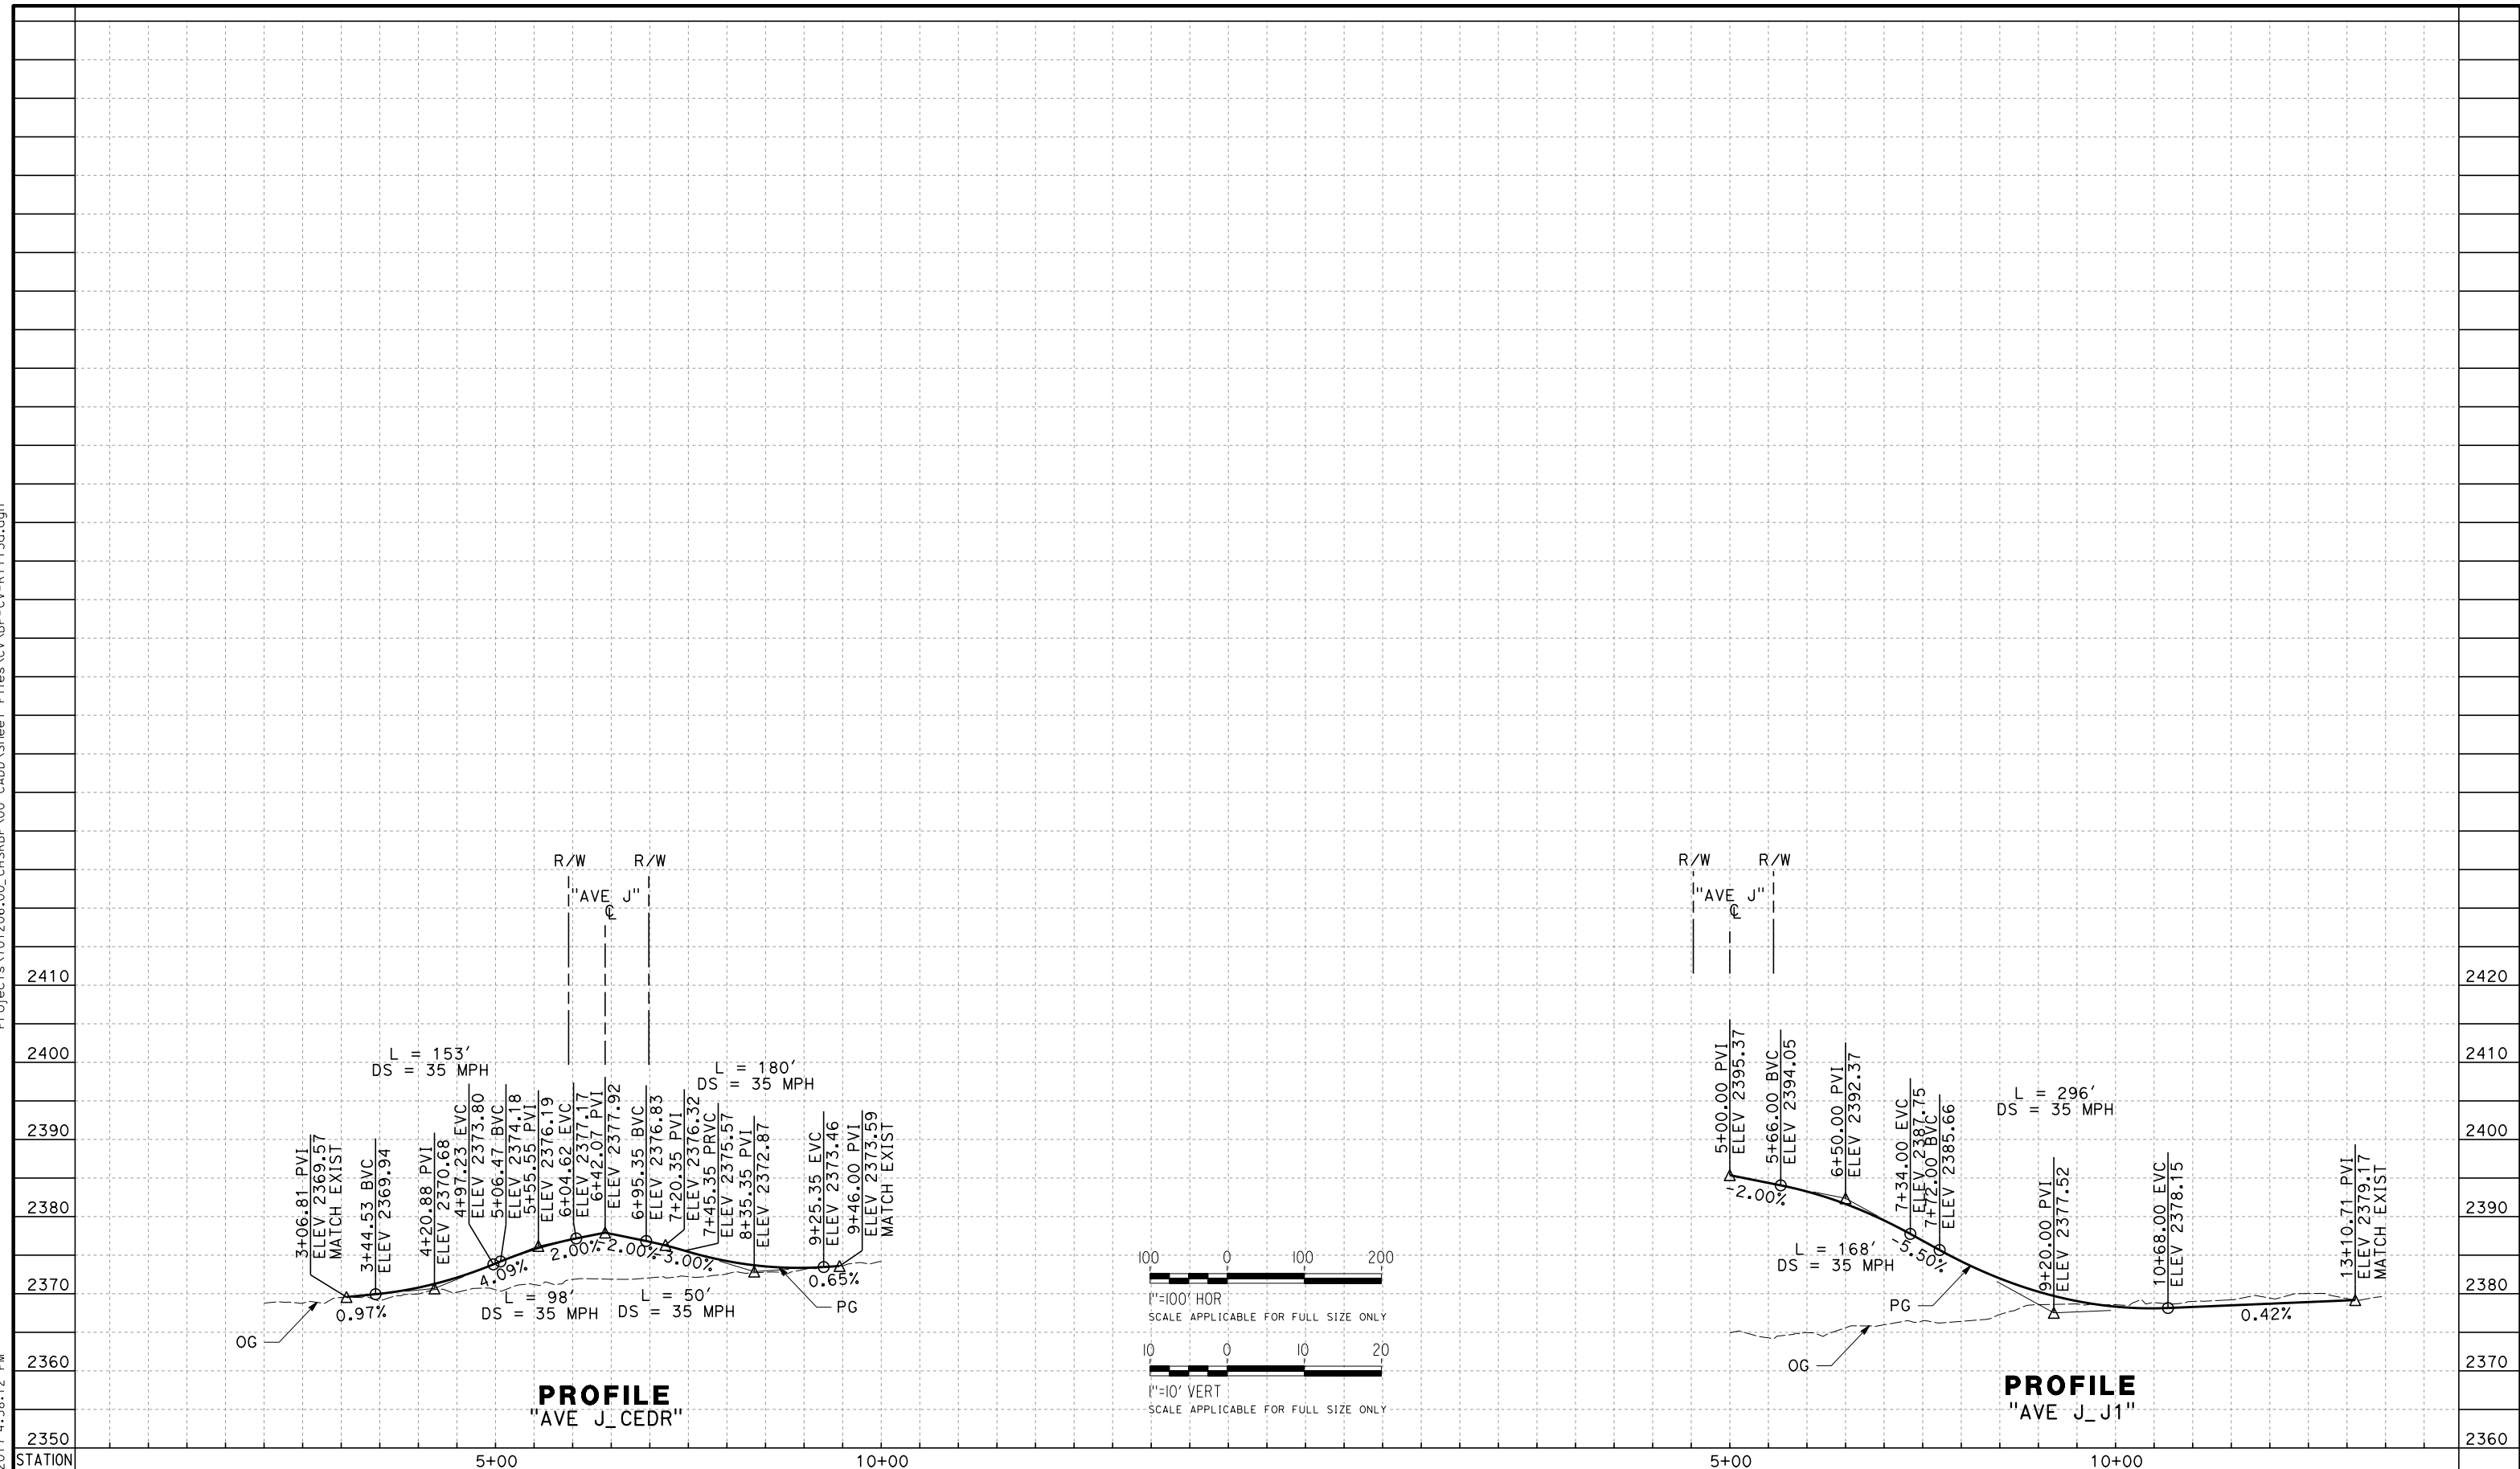 R/W
R/W
"AVE J"
℄
L = 153'
DS = 35 MPH
L = 180'
DS = 35 MPH
3+06.81 PVI
ELEV 2369.57
MATCH EXIST
3+44.53 BVC
ELEV 2369.94
4+20.88 PVI
ELEV 2370.68
4+97.23 EVC
ELEV 2373.80
5+06.47 BVC
ELEV 2374.18
5+55.55 PVI
ELEV 2376.19
6+04.62 EVC
ELEV 2377.17
6+42.07 PVI
ELEV 2377.92
6+95.35 BVC
ELEV 2376.83
7+20.35 PVI
ELEV 2376.32
7+45.35 PRVC
ELEV 2375.57
8+35.35 PVI
ELEV 2372.87
9+25.35 EVC
ELEV 2373.46
9+46.00 PVI
ELEV 2373.59
MATCH EXIST
0.97%
4.09%
2.00%
-2.00%
-3.00%
0.65%
L = 98'
DS = 35 MPH
L = 50'
DS = 35 MPH
OG
PG
PROFILE
"AVE J_CEDR"
2410
2400
2390
2380
2370
2360
2350
STATION
5+00
10+00
100 0 100 200
1"=100' HOR
SCALE APPLICABLE FOR FULL SIZE ONLY
10 0 10 20
1"=10' VERT
SCALE APPLICABLE FOR FULL SIZE ONLY
R/W
R/W
"AVE J"
℄
5+00.00 PVI
ELEV 2395.37
5+66.00 BVC
ELEV 2394.05
6+50.00 PVI
ELEV 2392.37
7+34.00 EVC
ELEV 2387.75
7+72.00 BVC
ELEV 2385.66
9+20.00 PVI
ELEV 2377.52
10+68.00 EVC
ELEV 2378.15
13+10.71 PVI
ELEV 2379.17
MATCH EXIST
L = 296'
DS = 35 MPH
L = 168'
DS = 35 MPH
-2.00%
-5.50%
0.42%
PG
OG
PROFILE
"AVE J_J1"
2420
2410
2400
2390
2380
2370
2360
5+00
10+00